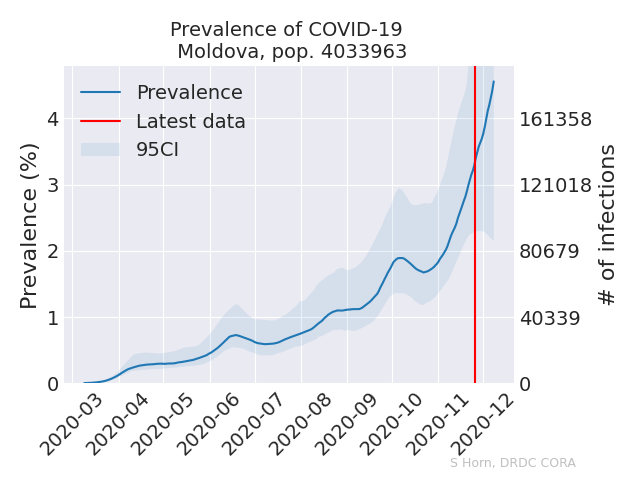 Prevalence of COVID-19
Moldova, pop. 4033963
Prevalence
Latest data
95CI
Prevalence (%)
4
3
2
1
0
161358
121018
80679
40339
0
# of infections
2020-03
2020-04
2020-05
2020-06
2020-07
2020-08
2020-09
2020-10
2020-11
2020-12
S Horn, DRDC CORA